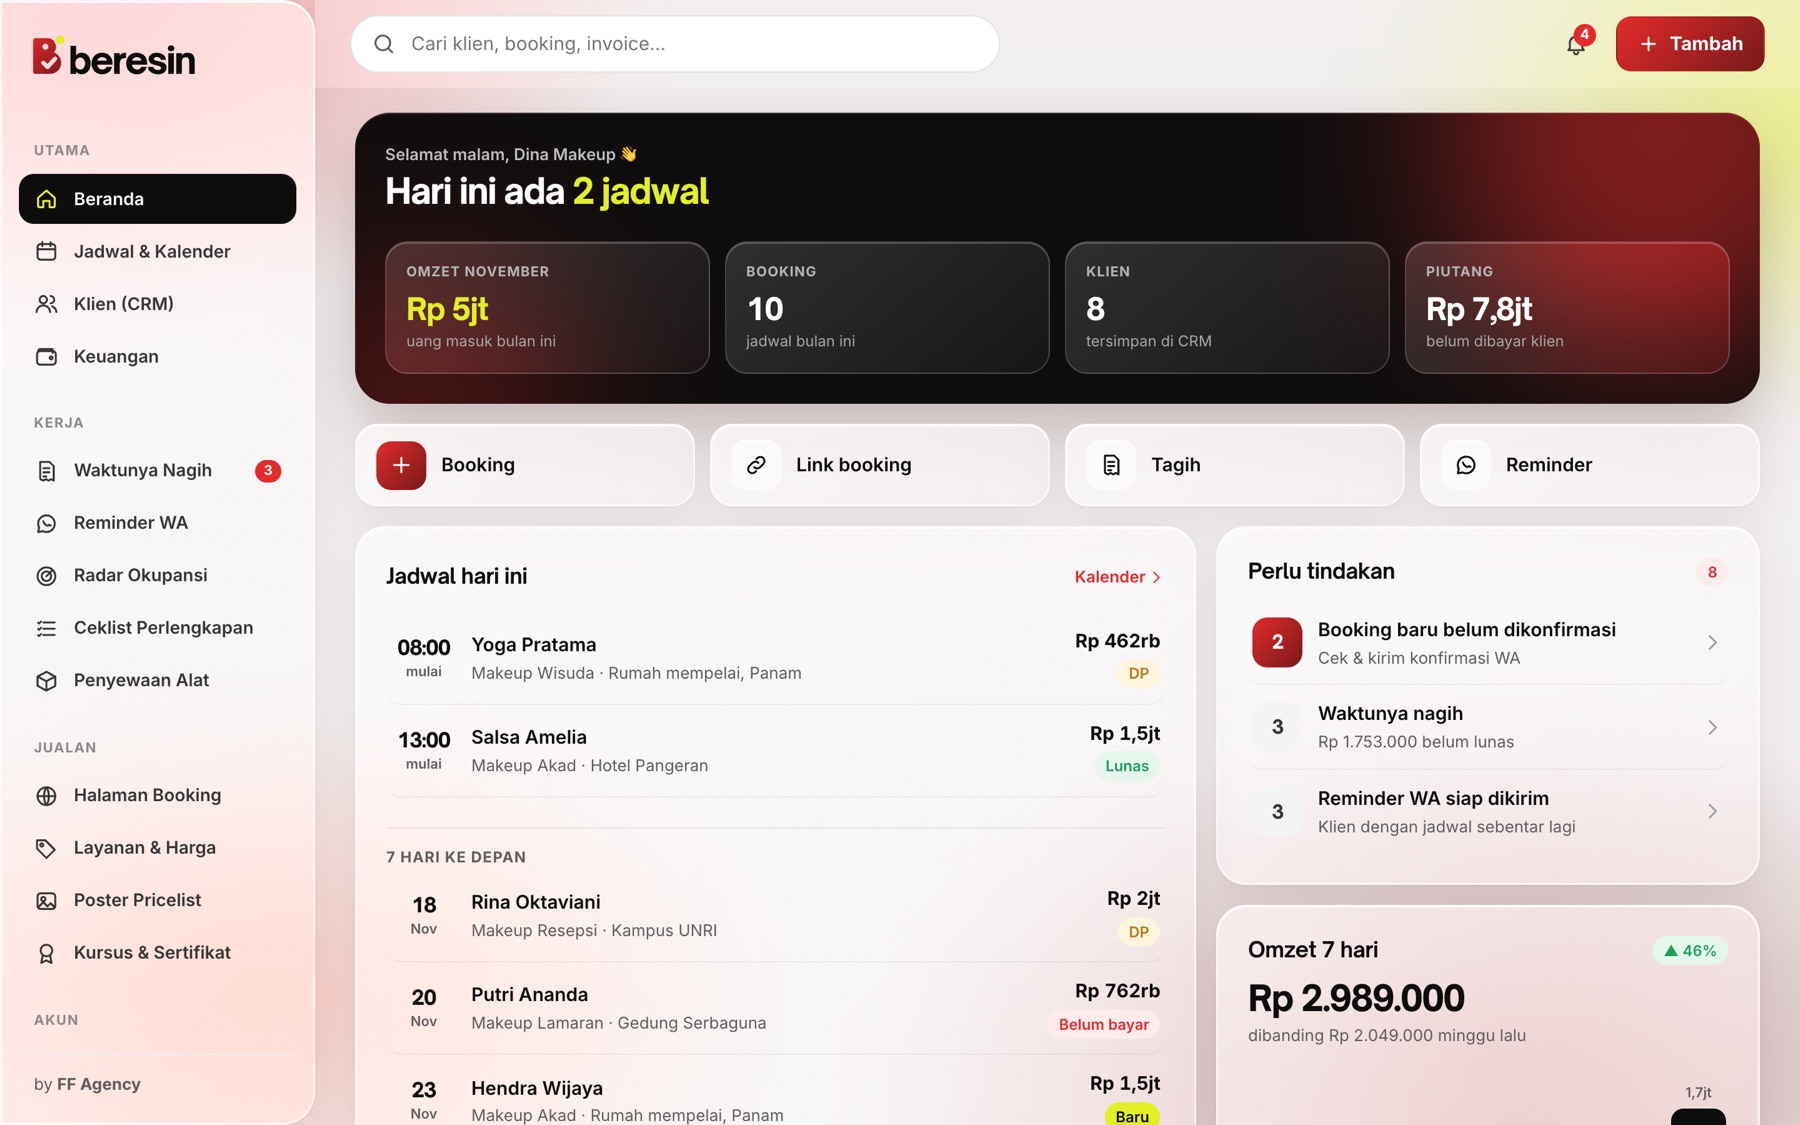 beresin
UTAMA
Beranda
Jadwal & Kalender
Klien (CRM)
Keuangan
KERJA
Waktunya Nagih 3
Reminder WA
Radar Okupansi
Ceklist Perlengkapan
Penyewaan Alat
JUALAN
Halaman Booking
Layanan & Harga
Poster Pricelist
Kursus & Sertifikat
AKUN
by FF Agency
Cari klien, booking, invoice...
4
Tambah
Selamat malam, Dina Makeup 👋
Hari ini ada 2 jadwal
OMZET NOVEMBER
Rp 5jt
uang masuk bulan ini
BOOKING
10
jadwal bulan ini
KLIEN
8
tersimpan di CRM
PIUTANG
Rp 7,8jt
belum dibayar klien
Booking
Link booking
Tagih
Reminder
Jadwal hari ini
Kalender
08:00
mulai
Yoga Pratama
Makeup Wisuda · Rumah mempelai, Panam
Rp 462rb
DP
13:00
mulai
Salsa Amelia
Makeup Akad · Hotel Pangeran
Rp 1,5jt
Lunas
7 HARI KE DEPAN
18
Nov
Rina Oktaviani
Makeup Resepsi · Kampus UNRI
Rp 2jt
DP
20
Nov
Putri Ananda
Makeup Lamaran · Gedung Serbaguna
Rp 762rb
Belum bayar
23
Nov
Hendra Wijaya
Makeup Akad · Rumah mempelai, Panam
Rp 1,5jt
Baru
Perlu tindakan
8
2
Booking baru belum dikonfirmasi
Cek & kirim konfirmasi WA
3
Waktunya nagih
Rp 1.753.000 belum lunas
3
Reminder WA siap dikirim
Klien dengan jadwal sebentar lagi
Omzet 7 hari
▲ 46%
Rp 2.989.000
dibanding Rp 2.049.000 minggu lalu
1,7jt